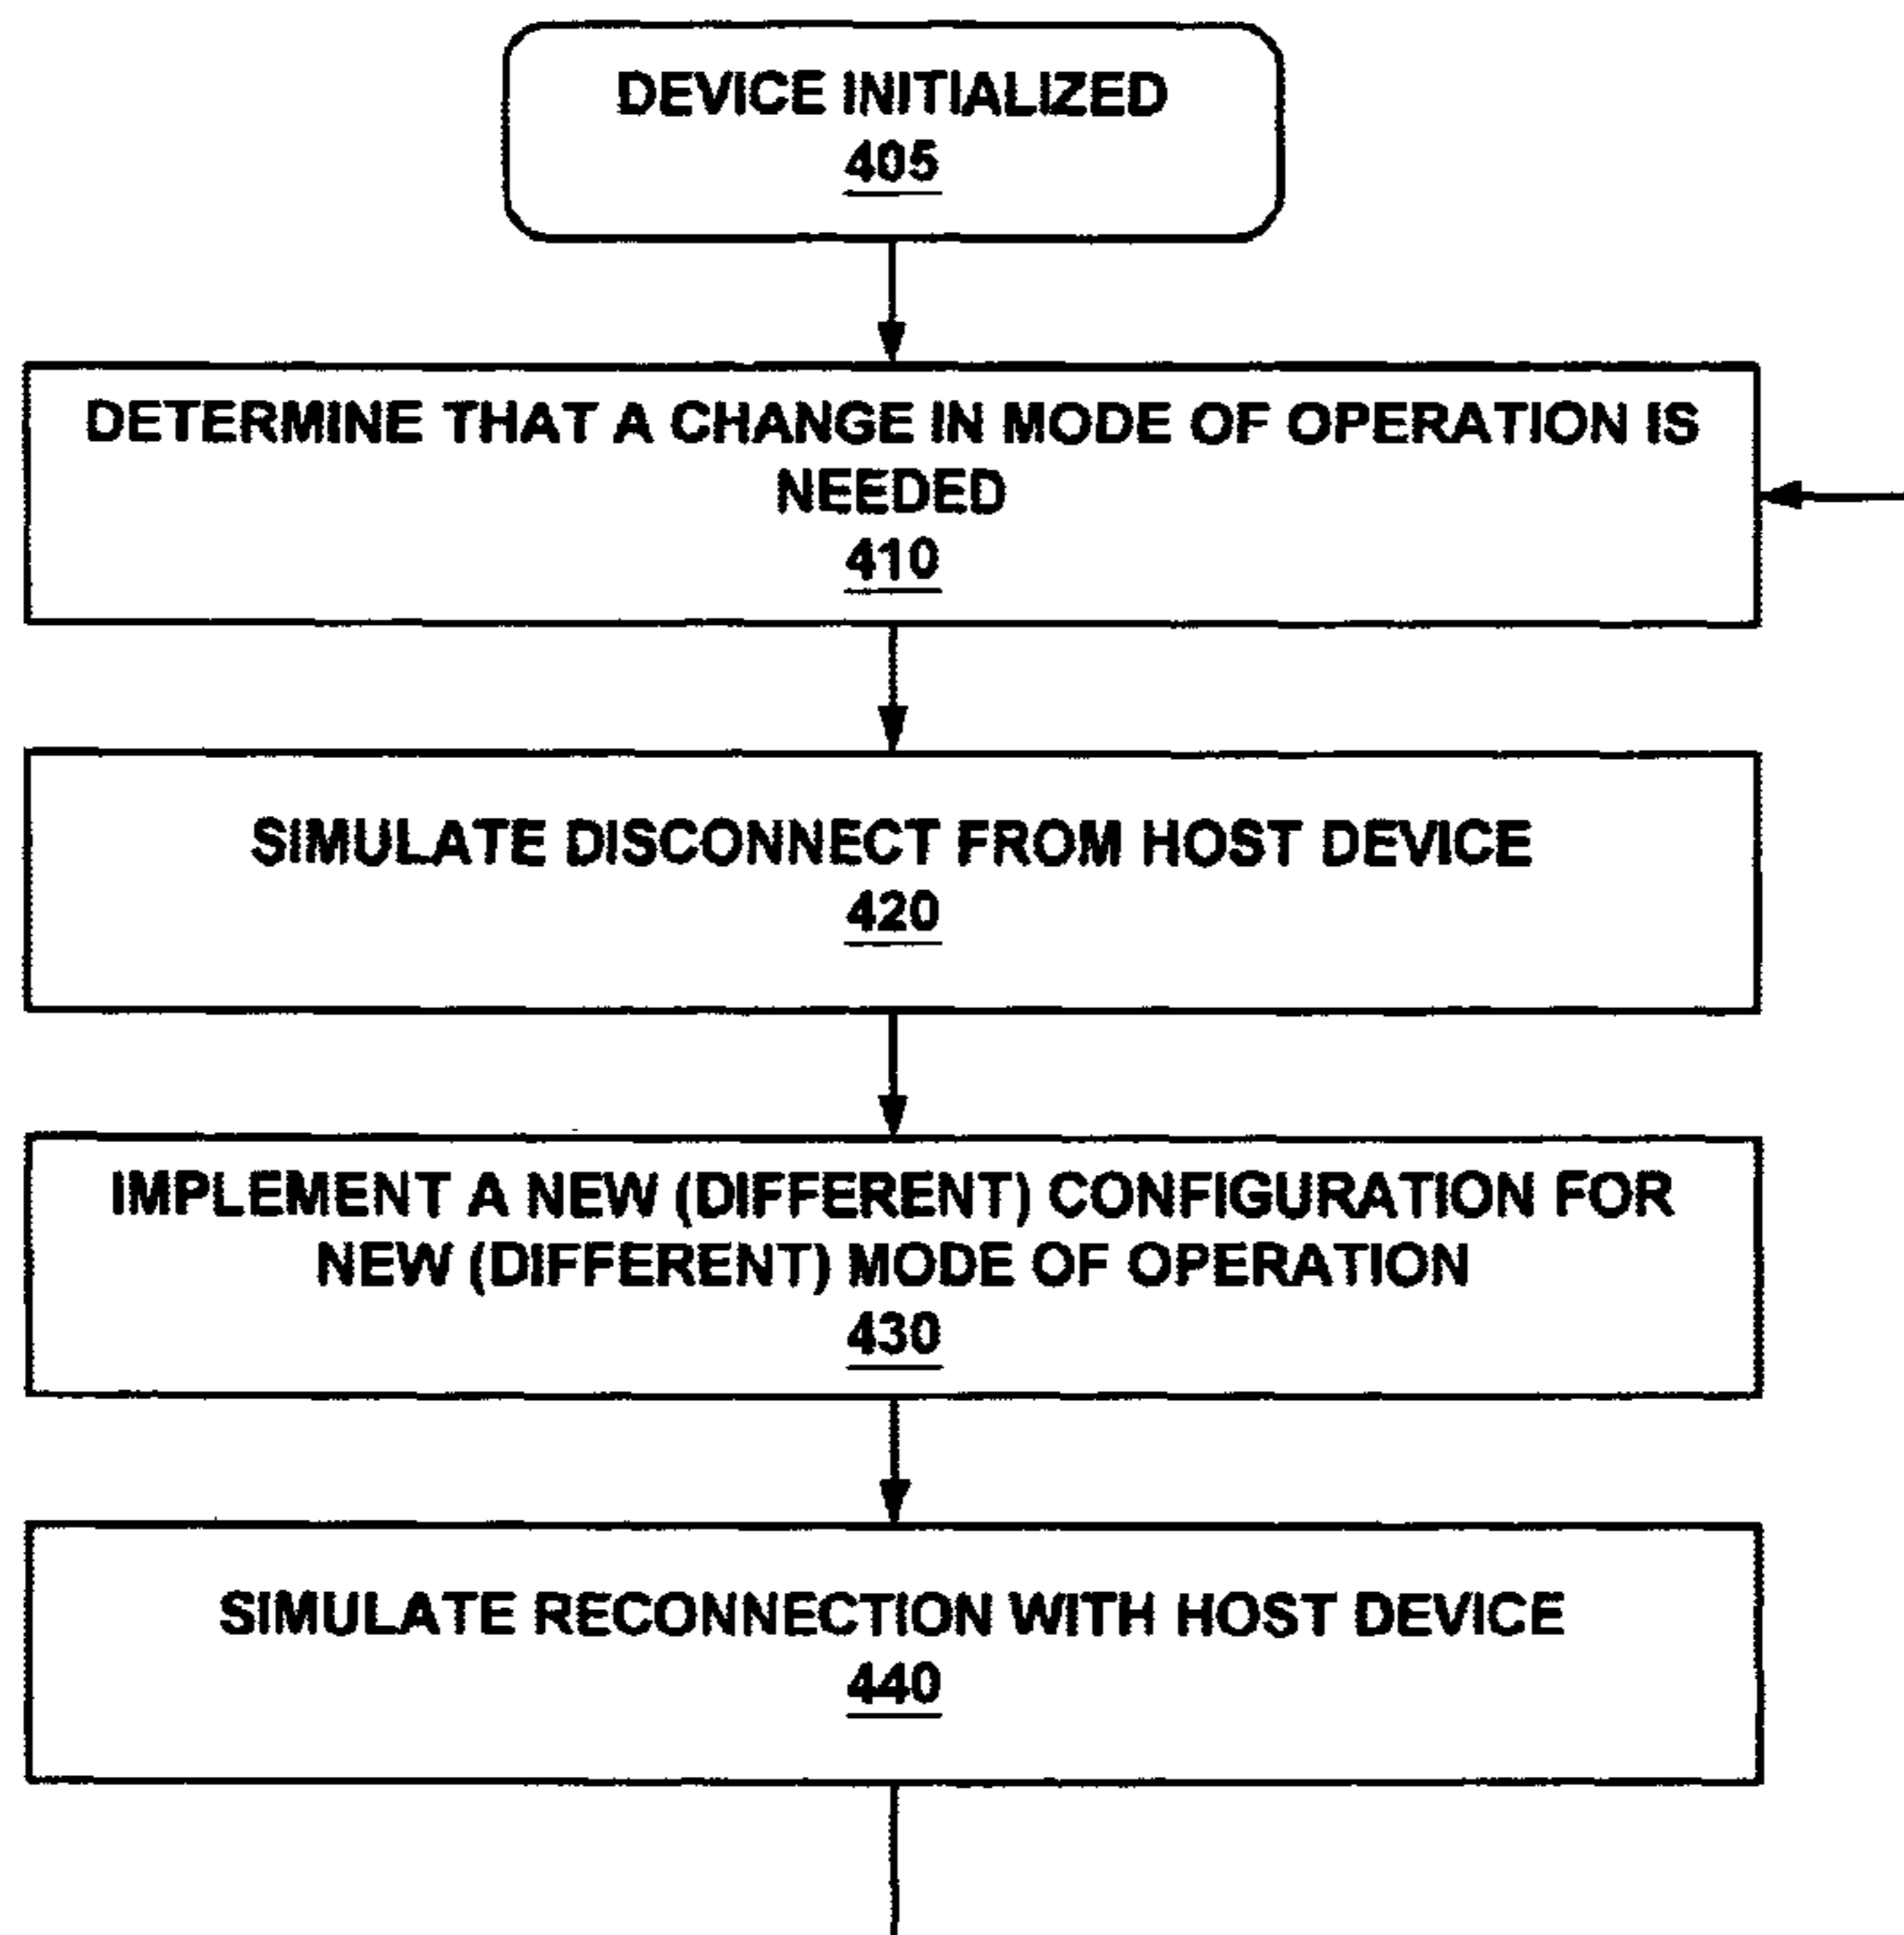 DEVICE INITIALIZED
405
DETERMINE THAT A CHANGE IN MODE OF OPERATION IS
NEEDED
410
SIMULATE DISCONNECT FROM HOST DEVICE
420
IMPLEMENT A NEW (DIFFERENT) CONFIGURATION FOR
NEW (DIFFERENT) MODE OF OPERATION
430
SIMULATE RECONNECTION WITH HOST DEVICE
440